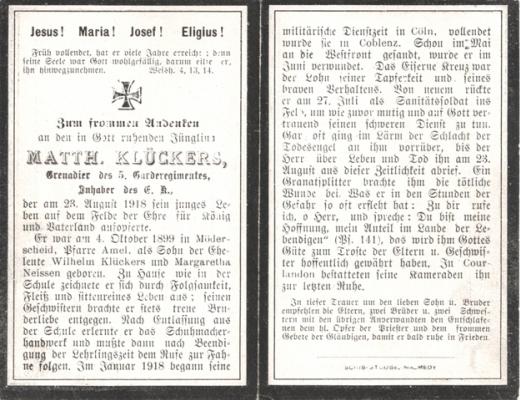 Jesus! Maria! Josef! Eligius!
Früh vollendet, hat er viele Jahre erreicht; denn
seine Seele war Gott wohlgefällig, darum eilte er,
ihn hinwegzunehmen. Weish. 4, 13, 14.
Zum frommen Andenken
an den in Gott ruhenden Jüngling
MATTH. KLÜCKERS,
Grenadier des 5. Garderegimentes,
Inhaber des E. K.,
der am 23. August 1918 sein junges Le-
ben auf dem Felde der Ehre für König
und Vaterland aufopferte.
Er war am 4. Oktober 1899 in Möder-
scheid, Pfarre Amel, als Sohn der Ehe-
leute Wilhelm Klückers und Margaretha
Neissen geboren. Zu Hause wie in der
Schule zeichnete er sich durch Folgsamkeit,
Fleiß und sittenreines Leben aus; seinen
Geschwistern brachte er stets treue Bru-
derliebe entgegen. Nach Entlassung aus
der Schule erlernte er das Schuhmacher-
handwerk und mußte dann nach Beendi-
gung der Lehrlingszeit dem Rufe zur Fah-
ne folgen. Im Januar 1918 begann seine
militärische Dienstzeit in Cöln, vollendet
wurde sie in Coblenz. Schon im Mai
an die Westfront gesandt, wurde er im
Juni verwundet. Das Eiserne Kreuz war
der Lohn seiner Tapferkeit und seines
braven Verhaltens. Von neuem rückte
er am 27. Juli als Sanitätssoldat ins
Feld, um wie zuvor mutig und auf Gott ver-
trauend seinen schweren Dienst zu tun.
Gar oft ging im Lärm der Schlacht der
Todesengel an ihm vorrüber, bis der
Herr über Leben und Tod ihn am 23.
August aus dieser Zeitlichkeit abrief. Ein
Granatsplitter brachte ihm die tötliche
Wunde bei. Was er in den Stunden der
Gefahr so oft erfleht hat: Zu dir rufe
ich, o Herr, und spreche: Du bist meine
Hoffnung, mein Anteil im Lande der Le-
bendigen" (Ps. 141), das wird ihm Gottes
Güte zum Troste der Eltern u. Geschwi-
ster hoffentlich gewährt haben. In Cour-
landon bestatteten seine Kameraden ihn
zur letzten Ruhe.
In tiefer Trauer um den lieben Sohn u. Bruder
empfehlen die Eltern, zwei Brüder u. zwei Schwe-
stern mit den übrigen Anverwandten den Entschlafe-
nen dem hl. Opfer der Priester und dem frommen
Gebete der Gläubigen, damit er bald ruhe in Frieden.
MALMEDY